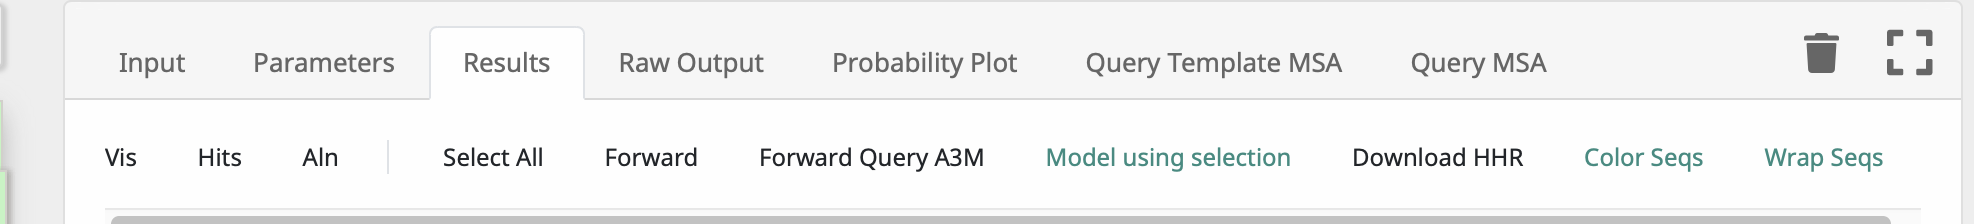 Input Parameters Results Raw Output Probability Plot Query Template MSA Query MSA
Vis Hits Aln Select All Forward Forward Query A3M Model using selection Download HHR Color Seqs Wrap Seqs